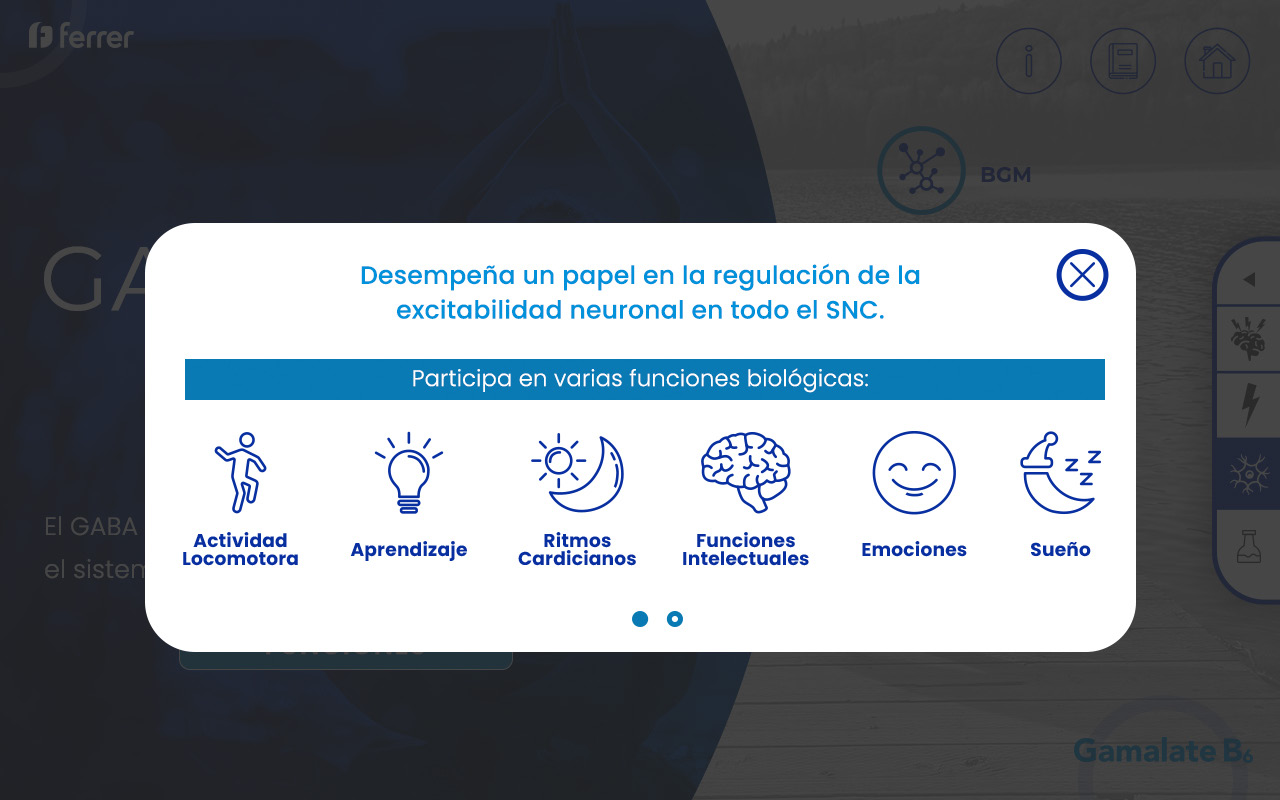 ferrer
BGM
GA
Desempeña un papel en la regulación de la
excitabilidad neuronal en todo el SNC.
Participa en varias funciones biológicas:
Actividad
Locomotora
Aprendizaje
Ritmos
Cardicianos
Funciones
Intelectuales
Emociones
Sueño
El GABA
el sistem
Gamalate B6